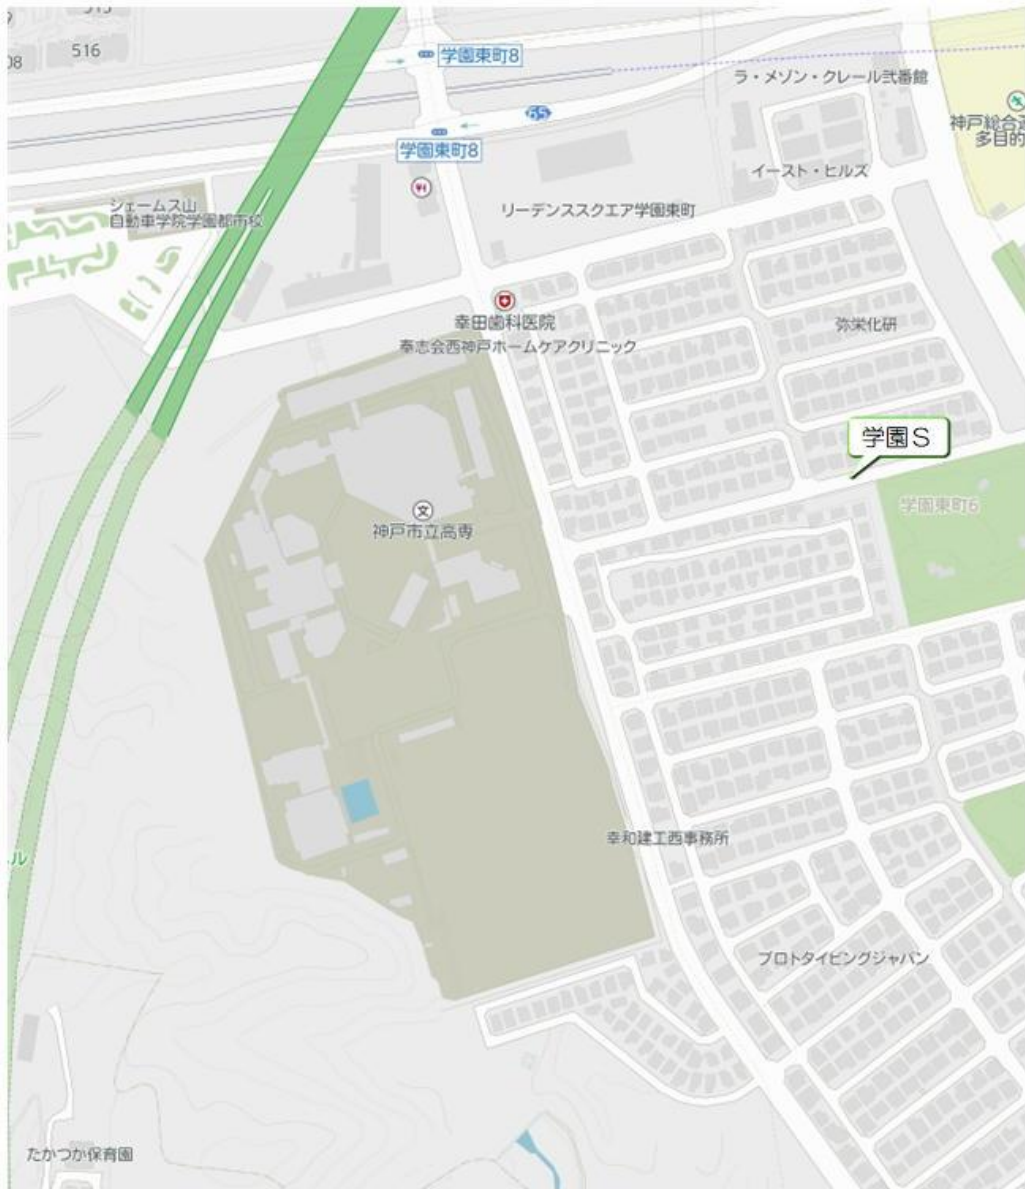 516
08
学園東町8
65
学園東町8
ラ・メゾン・クレール弐番館
神戸総合運
多目的
イースト・ヒルズ
シェームス山
自動車学院学園都市校
リーデンススクエア学園東町
幸田歯科医院
奉志会西神戸ホームケアクリニック
弥栄化研
学園S
学園東町6
文
神戸市立高専
幸和建工西事務所
ル
プロトタイピングジャパン
たかつか保育園